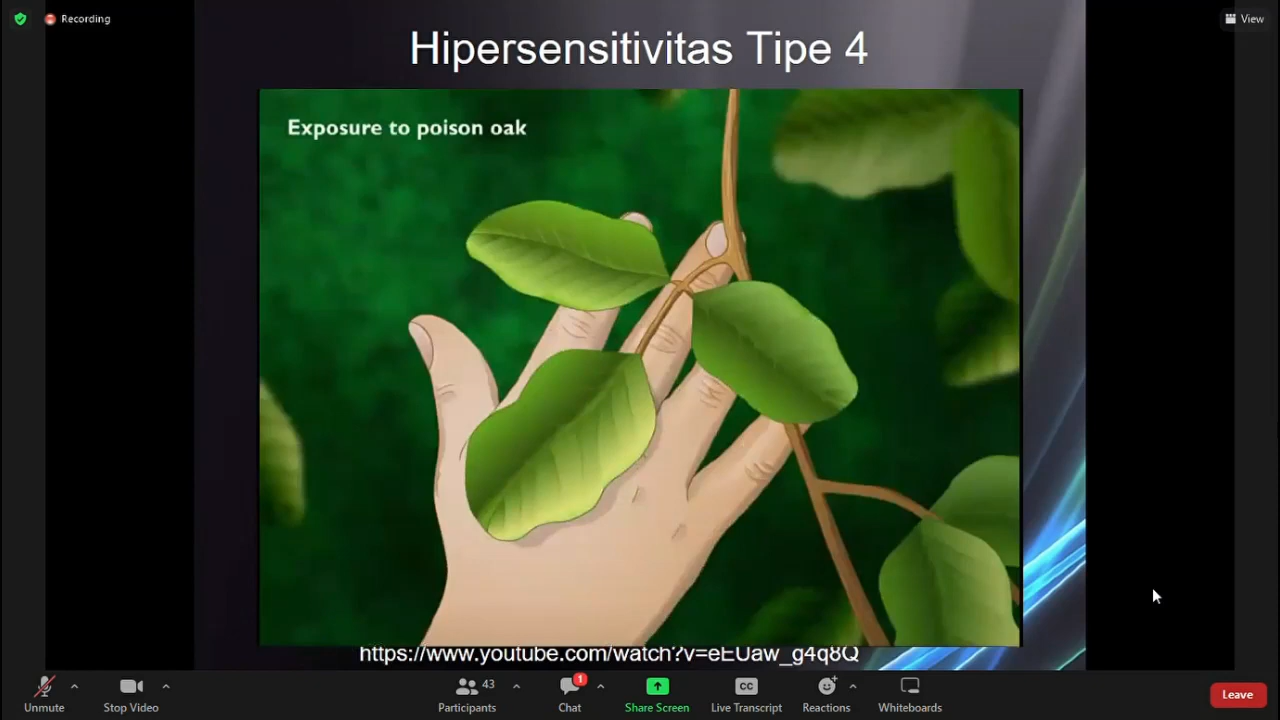 Recording
View
Hipersensitivitas Tipe 4
Exposure to poison oak
https://www.youtube.com/watch?v=eEUaw_g4q8Q
Unmute
Stop Video
43
Participants
1
Chat
Share Screen
CC
Live Transcript
Reactions
Whiteboards
Leave